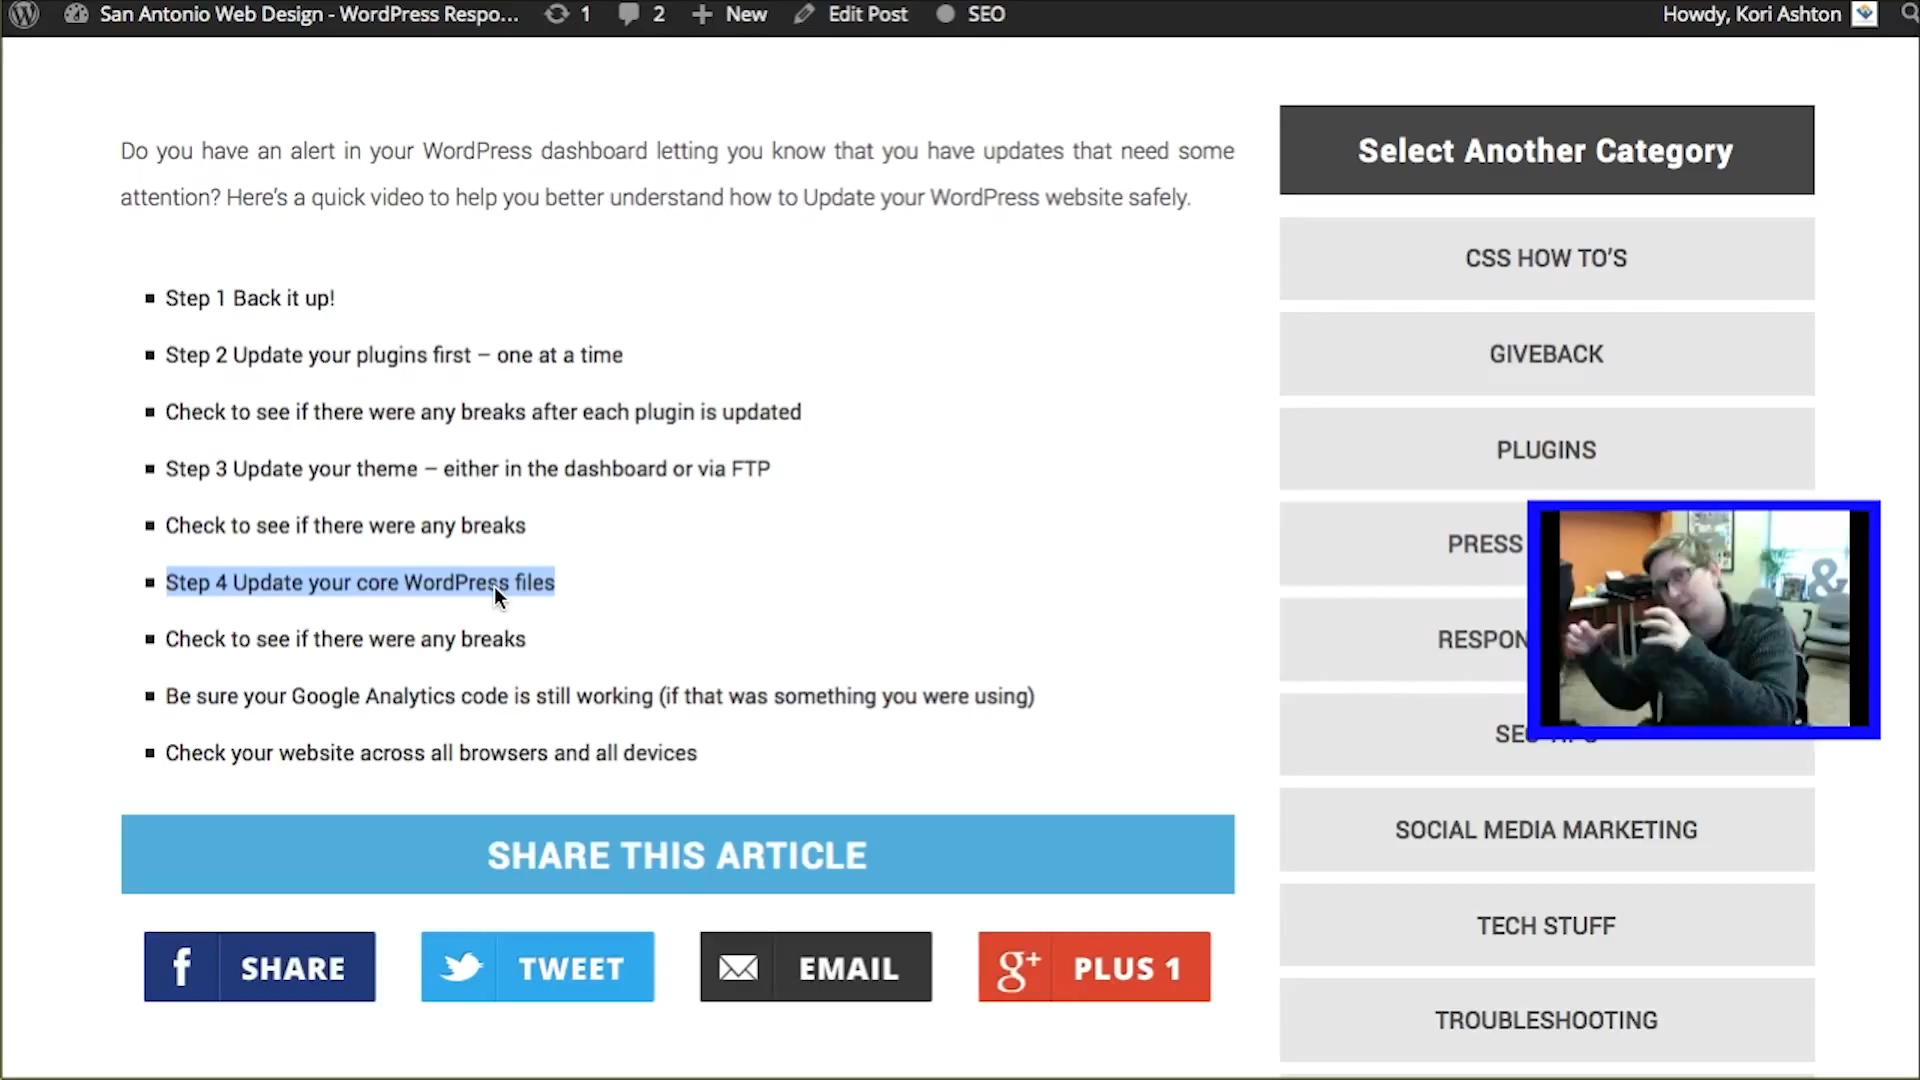 San Antonio Web Design - WordPress Respo... 1 2 New Edit Post SEO Howdy, Kori Ashton
Do you have an alert in your WordPress dashboard letting you know that you have updates that need some
attention? Here's a quick video to help you better understand how to Update your WordPress website safely.
Step 1 Back it up!
Step 2 Update your plugins first – one at a time
Check to see if there were any breaks after each plugin is updated
Step 3 Update your theme – either in the dashboard or via FTP
Check to see if there were any breaks
Step 4 Update your core WordPress files
Check to see if there were any breaks
Be sure your Google Analytics code is still working (if that was something you were using)
Check your website across all browsers and all devices
SHARE THIS ARTICLE
f SHARE
TWEET
EMAIL
g+ PLUS 1
Select Another Category
CSS HOW TO'S
GIVEBACK
PLUGINS
PRESS
RESPON
&
SOCIAL MEDIA MARKETING
TECH STUFF
TROUBLESHOOTING